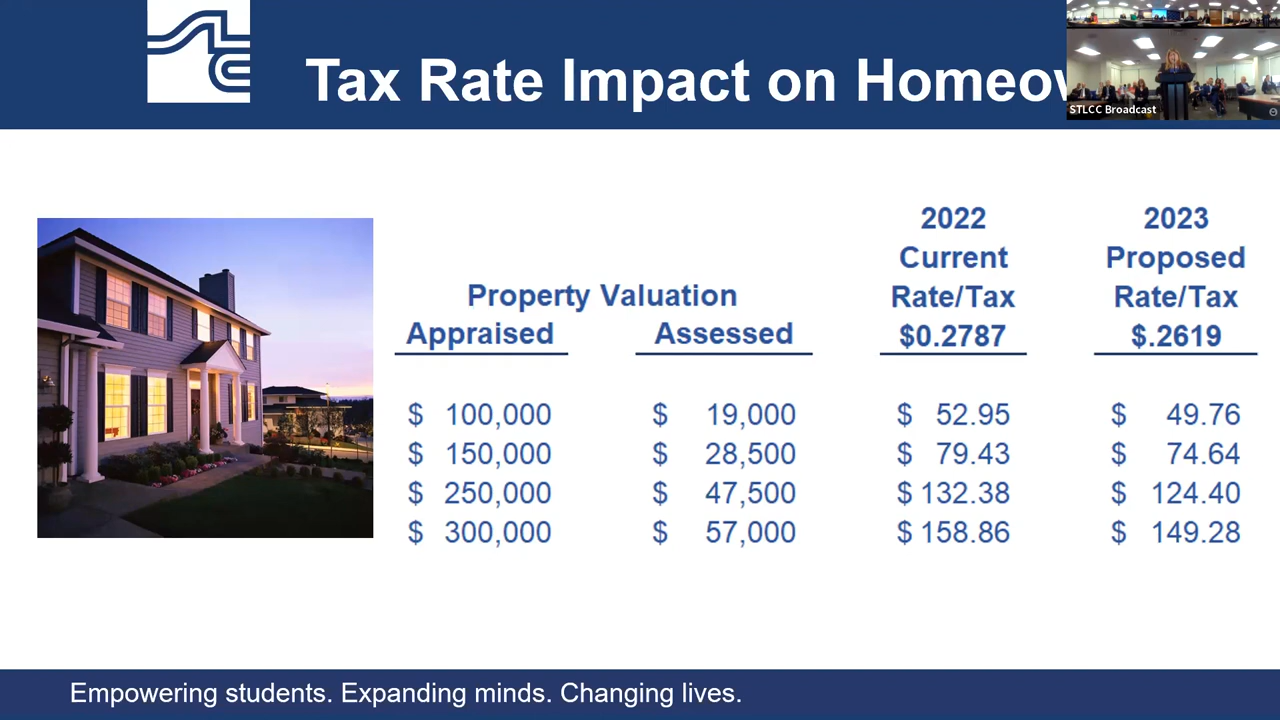 Tax Rate Impact on Homeo
STLCC Broadcast
2022 2023
Current Proposed
Property Valuation Rate/Tax Rate/Tax
Appraised Assessed $0.2787 $.2619
$ 100,000 $ 19,000 $ 52.95 $ 49.76
$ 150,000 $ 28,500 $ 79.43 $ 74.64
$ 250,000 $ 47,500 $ 132.38 $ 124.40
$ 300,000 $ 57,000 $ 158.86 $ 149.28
Empowering students. Expanding minds. Changing lives.